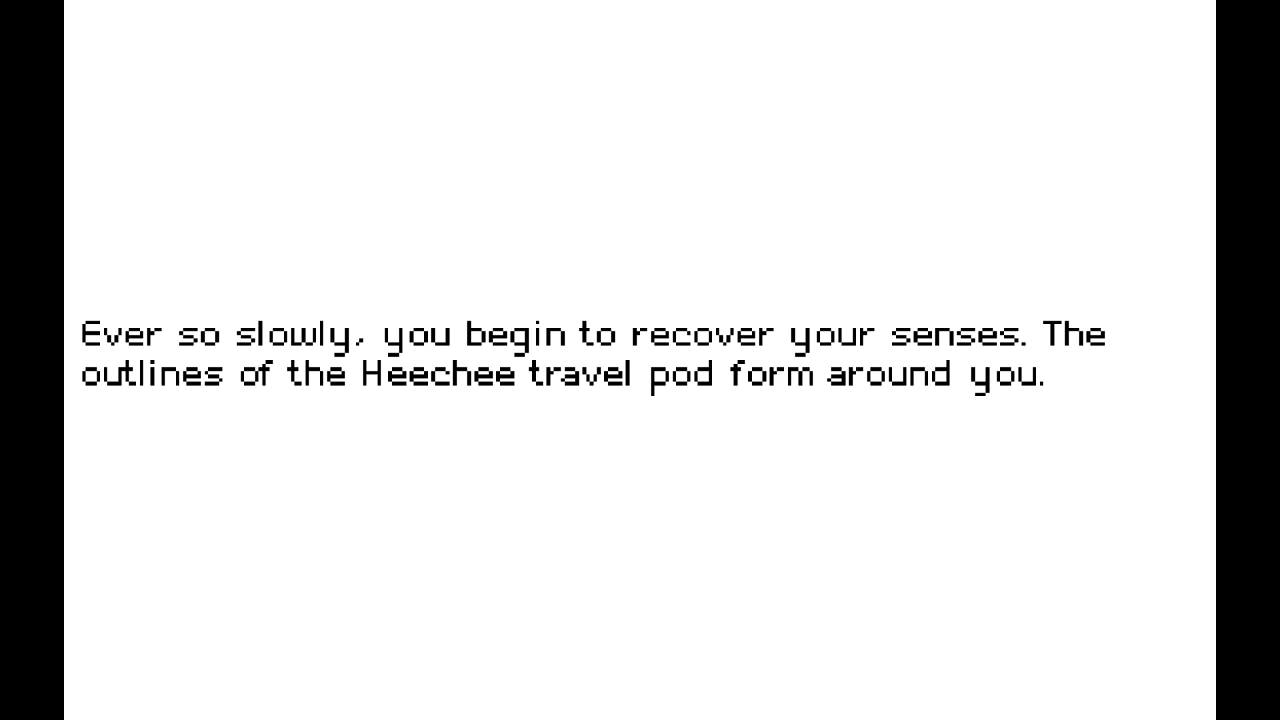 Ever so slowly, you begin to recover your senses. The
outlines of the Heechee travel pod form around you.